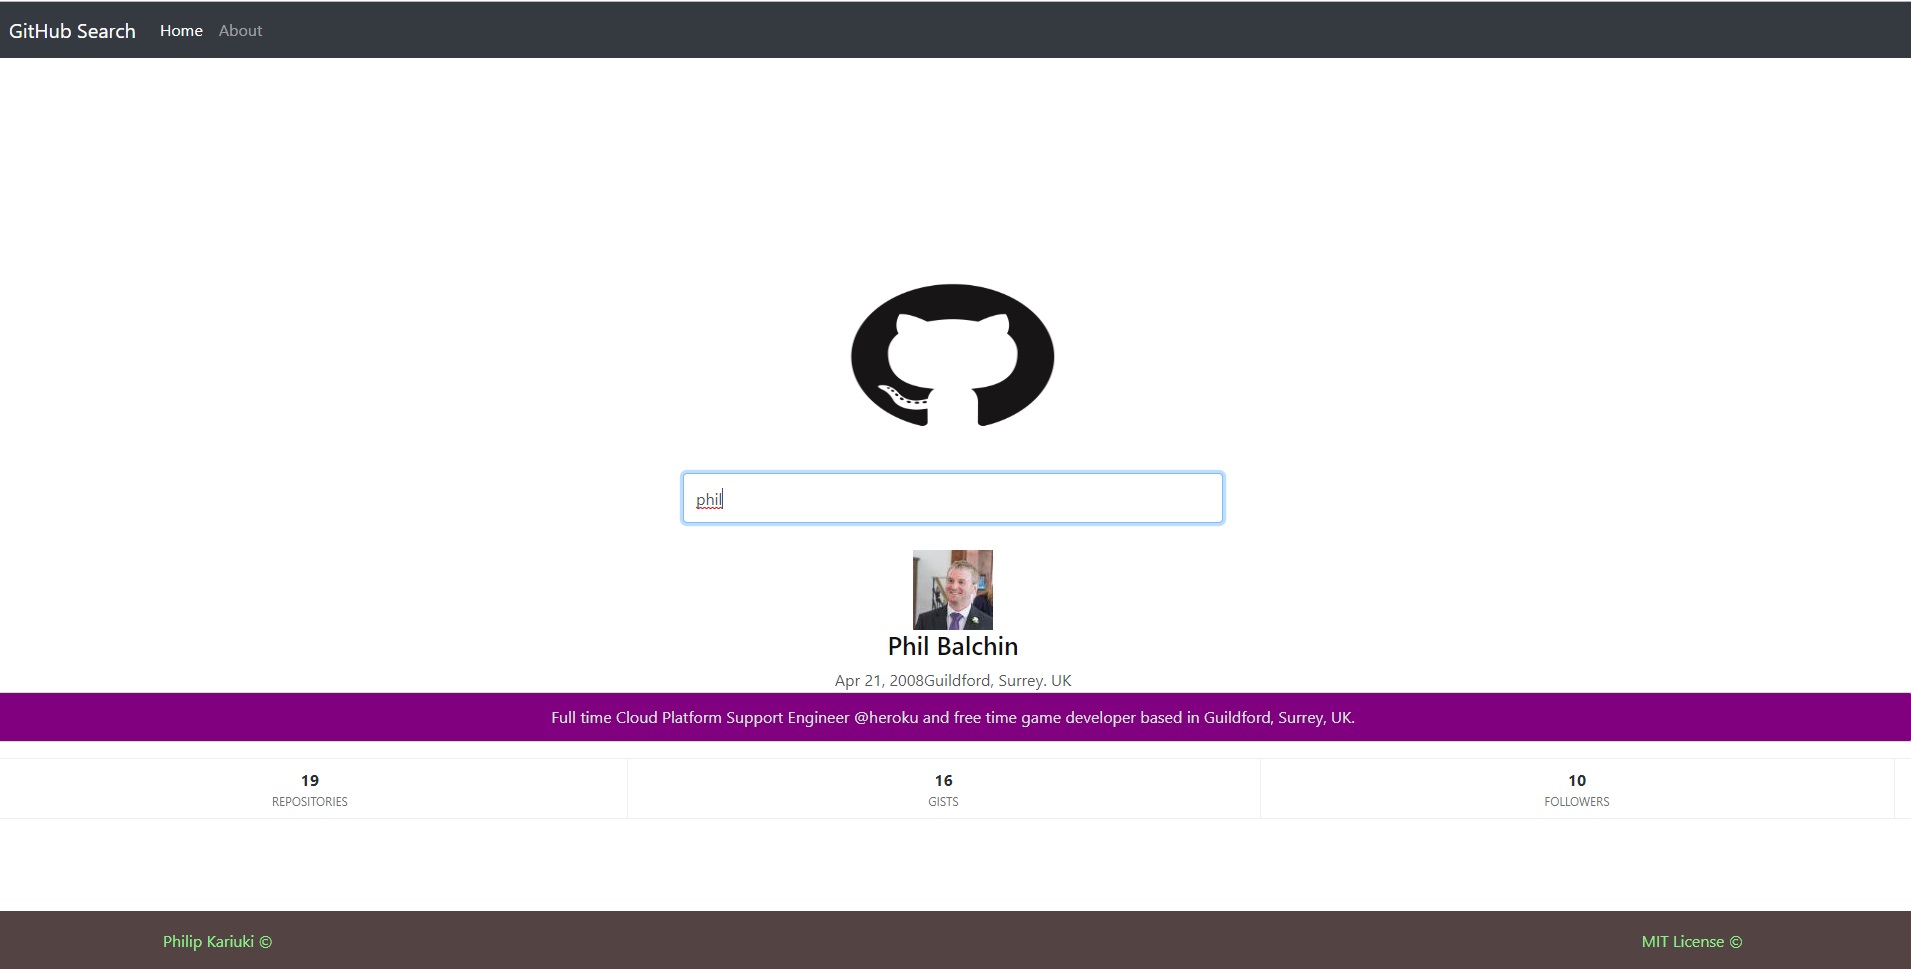 GitHub Search Home About
phil
Phil Balchin
Apr 21, 2008Guildford, Surrey. UK
Full time Cloud Platform Support Engineer @heroku and free time game developer based in Guildford, Surrey, UK.
19 16 10
REPOSITORIES GISTS FOLLOWERS
Philip Kariuki © MIT License ©